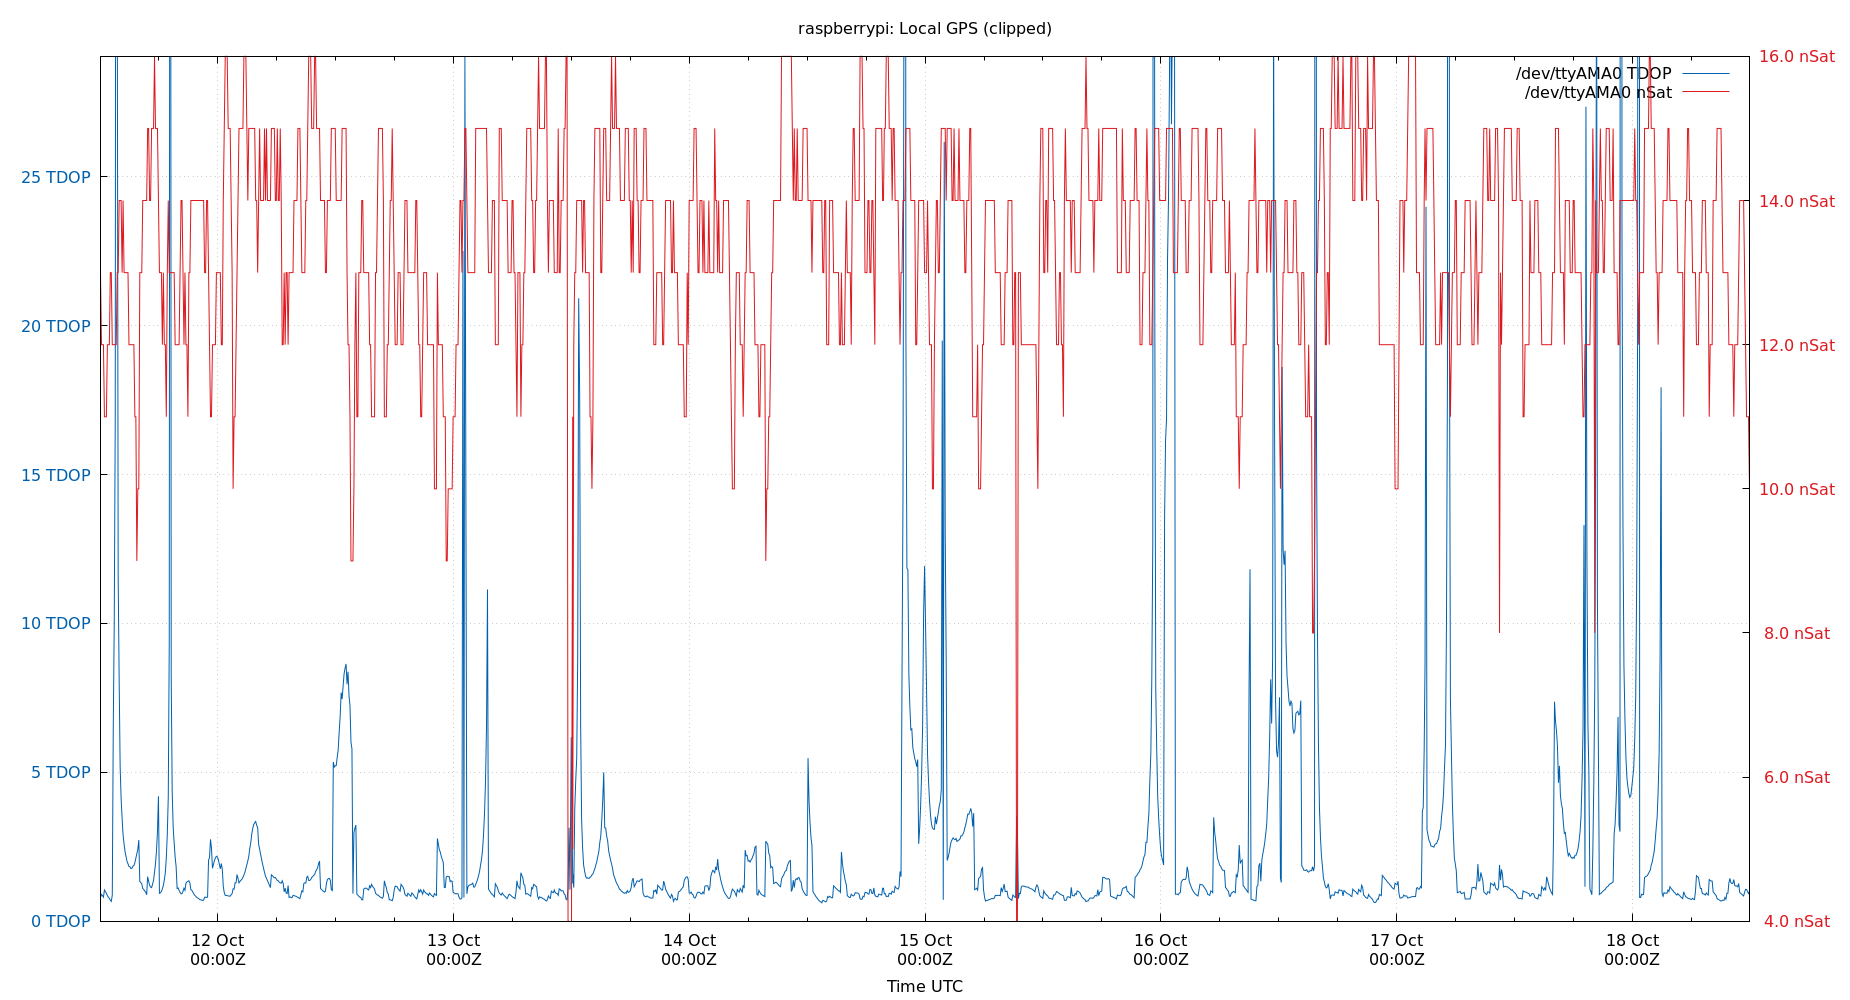 raspberrypi: Local GPS (clipped)
16.0 nSat
/dev/ttyAMA0 TDOP
/dev/ttyAMA0 nSat
25 TDOP
14.0 nSat
20 TDOP
12.0 nSat
15 TDOP
10.0 nSat
10 TDOP
8.0 nSat
5 TDOP
6.0 nSat
0 TDOP
4.0 nSat
12 Oct 13 Oct 14 Oct 15 Oct 16 Oct 17 Oct 18 Oct
00:00Z 00:00Z 00:00Z 00:00Z 00:00Z 00:00Z 00:00Z
Time UTC